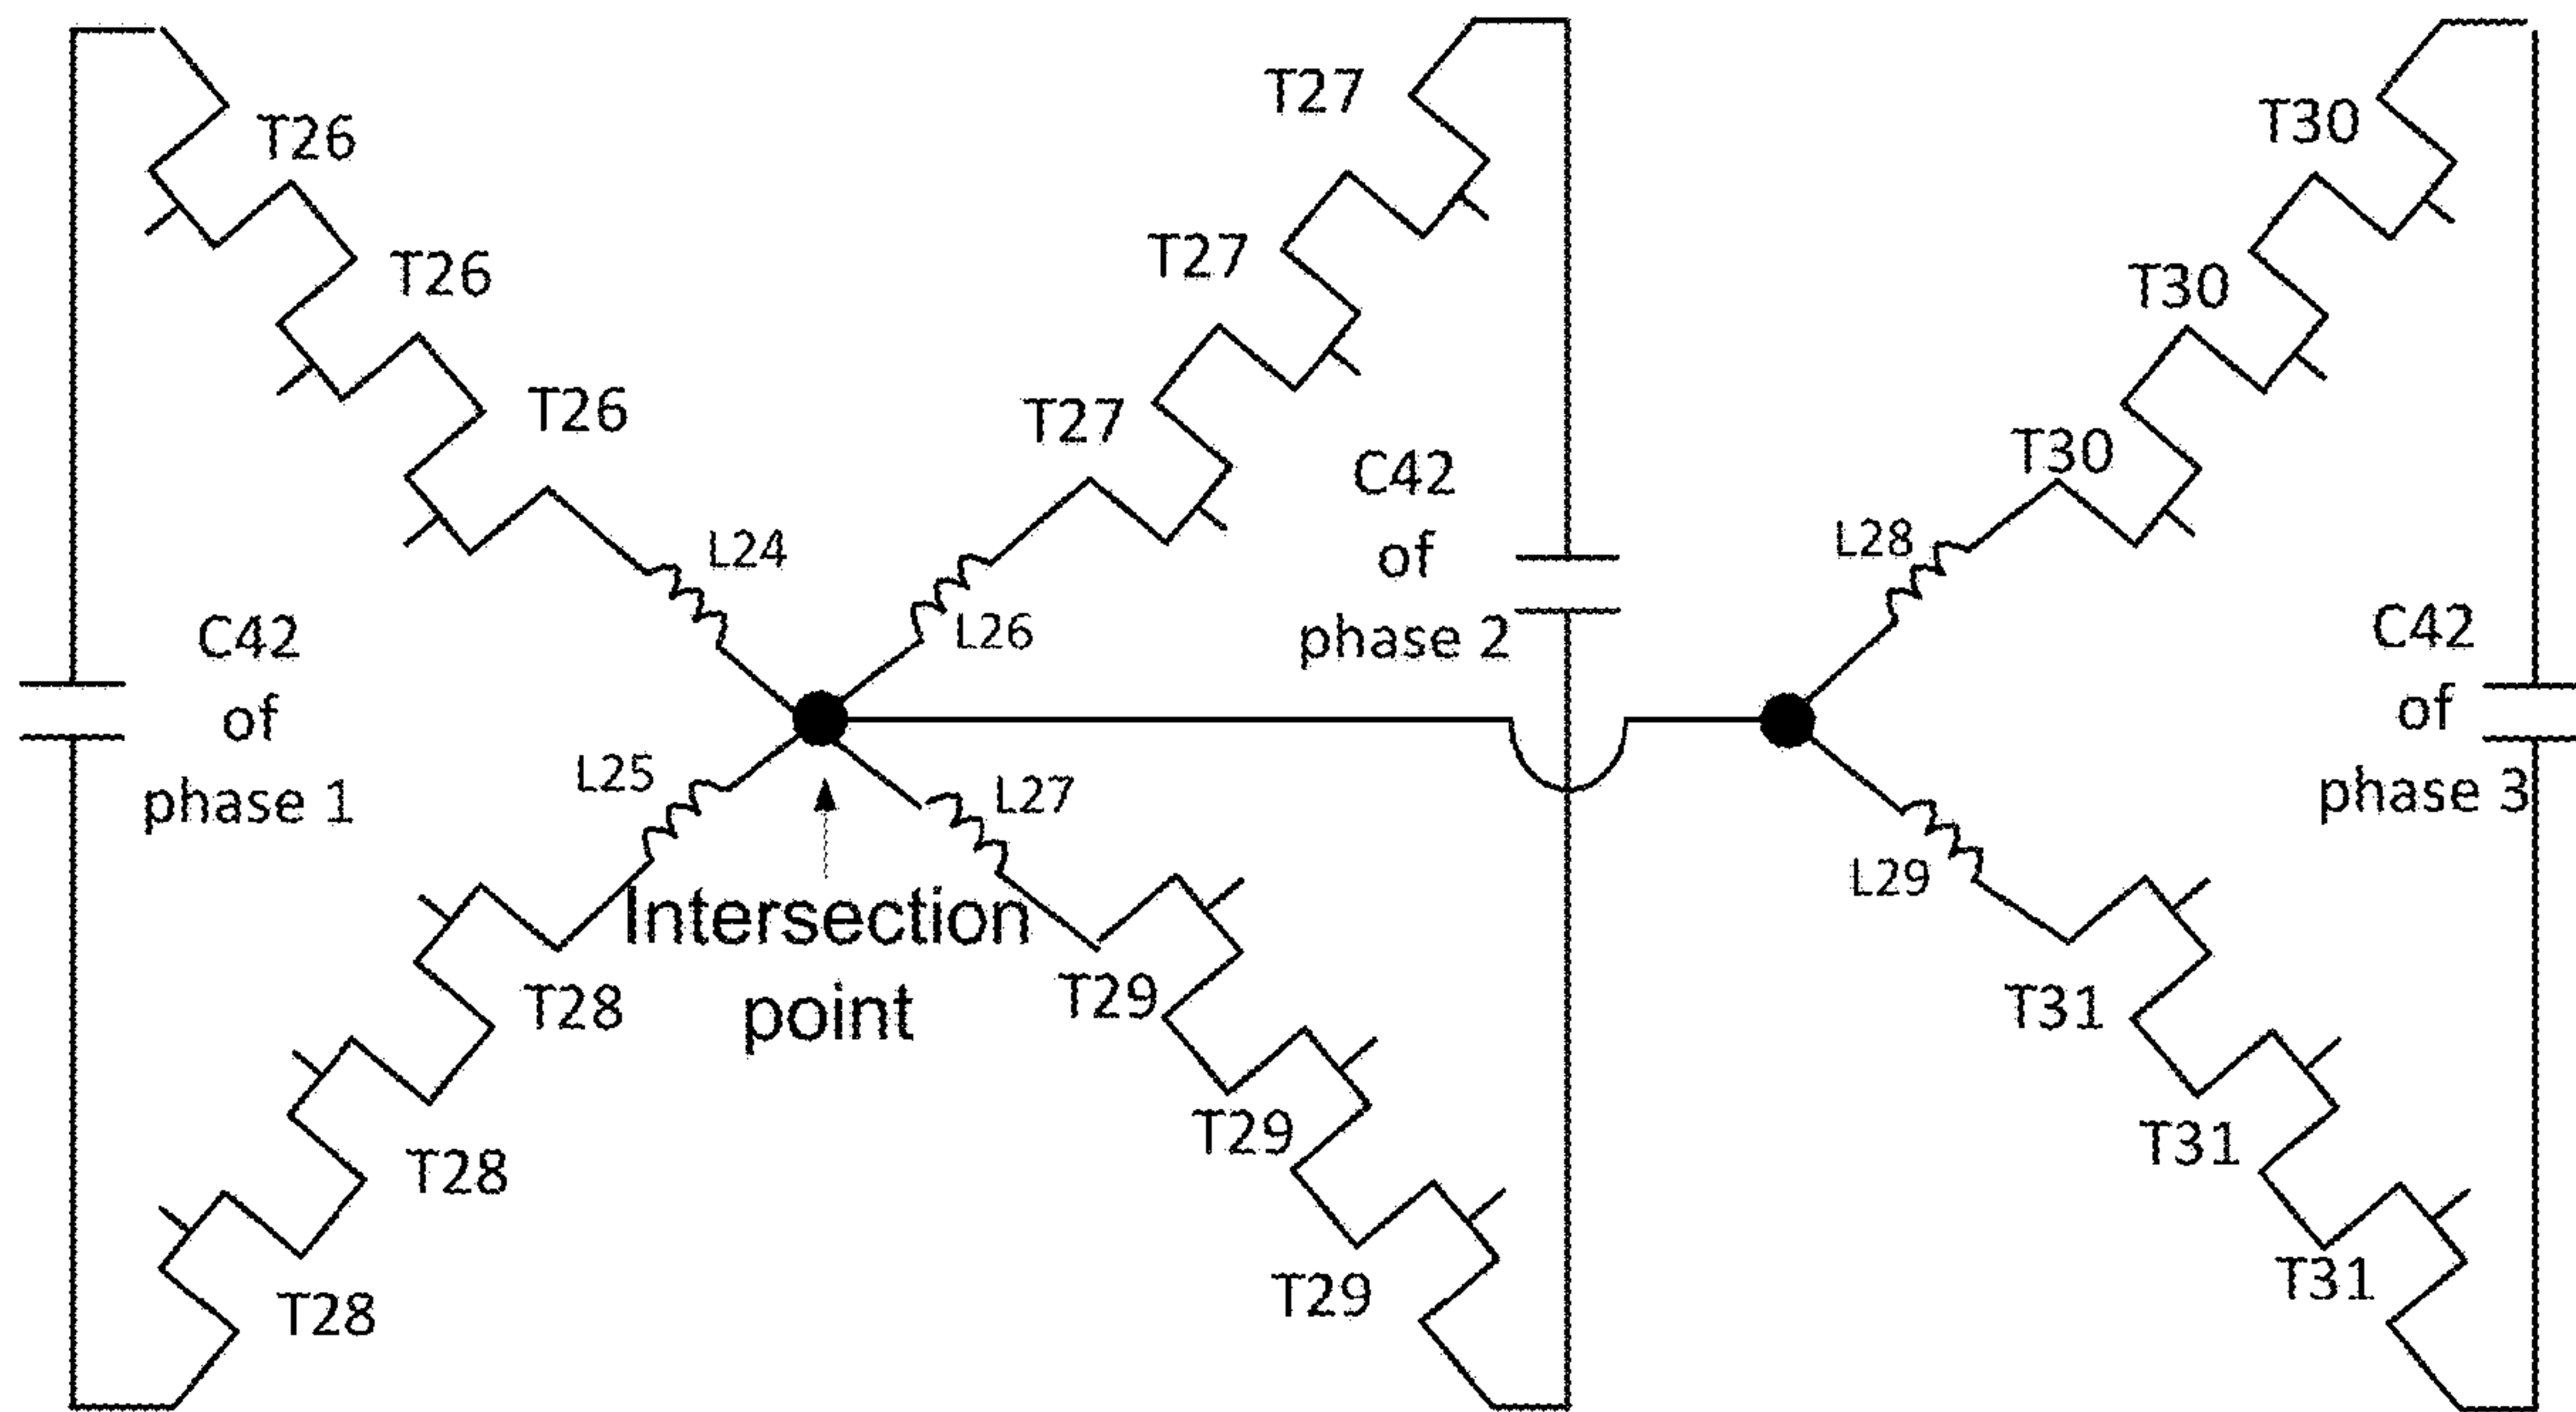 T26
T26
T26
L24
C42
of
phase 1
L25
T28
T28
T28
Intersection
point
T27
T27
T27
L26
C42
of
phase 2
L27
T29
T29
T29
T30
T30
T30
L28
C42
of
phase 3
L29
T31
T31
T31